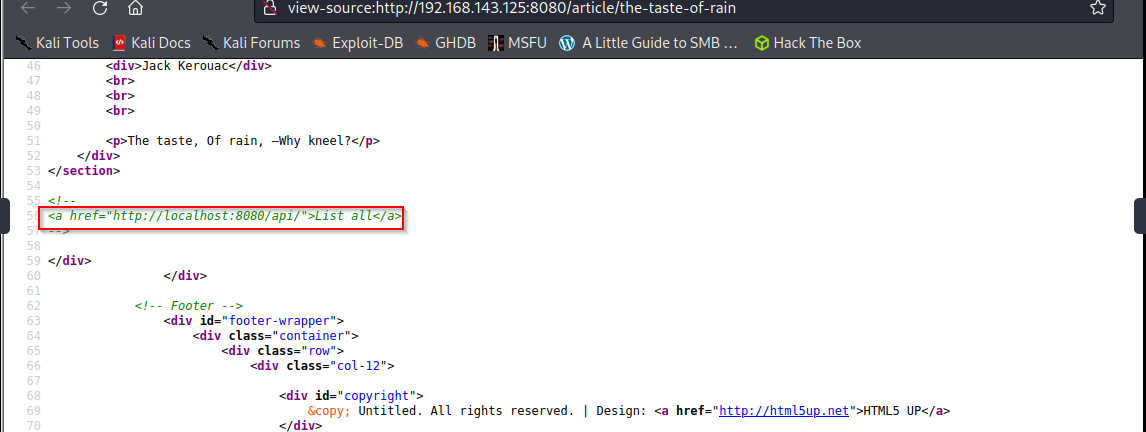 view-source:http://192.168.143.125:8080/article/the-taste-of-rain
Kali Tools Kali Docs Kali Forums Exploit-DB GHDB MSFU A Little Guide to SMB ... Hack The Box
46 <div>Jack Kerouac</div>
47 <br>
48 <br>
49 <br>
50
51 <p>The taste, Of rain, —Why kneel?</p>
52 </div>
53 </section>
54
55 <!--
56 <a href="http://localhost:8080/api/">List all</a>
57 -->
58
59 </div>
60 </div>
61
62 <!-- Footer -->
63 <div id="footer-wrapper">
64 <div class="container">
65 <div class="row">
66 <div class="col-12">
67
68 <div id="copyright">
69 &copy; Untitled. All rights reserved. | Design: <a href="http://html5up.net">HTML5 UP</a>
70 </div>